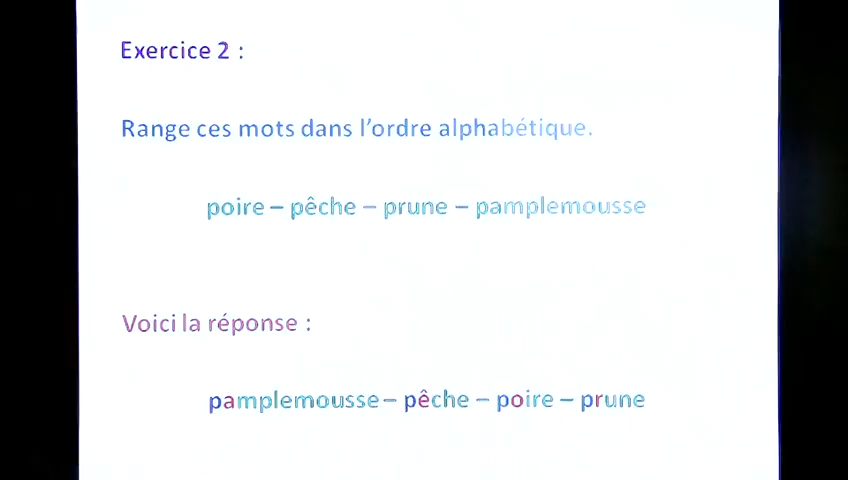 Exercice 2 :
Range ces mots dans l’ordre alphabétique.
poire – pêche – prune – pamplemousse
Voici la réponse :
pamplemousse – pêche – poire – prune